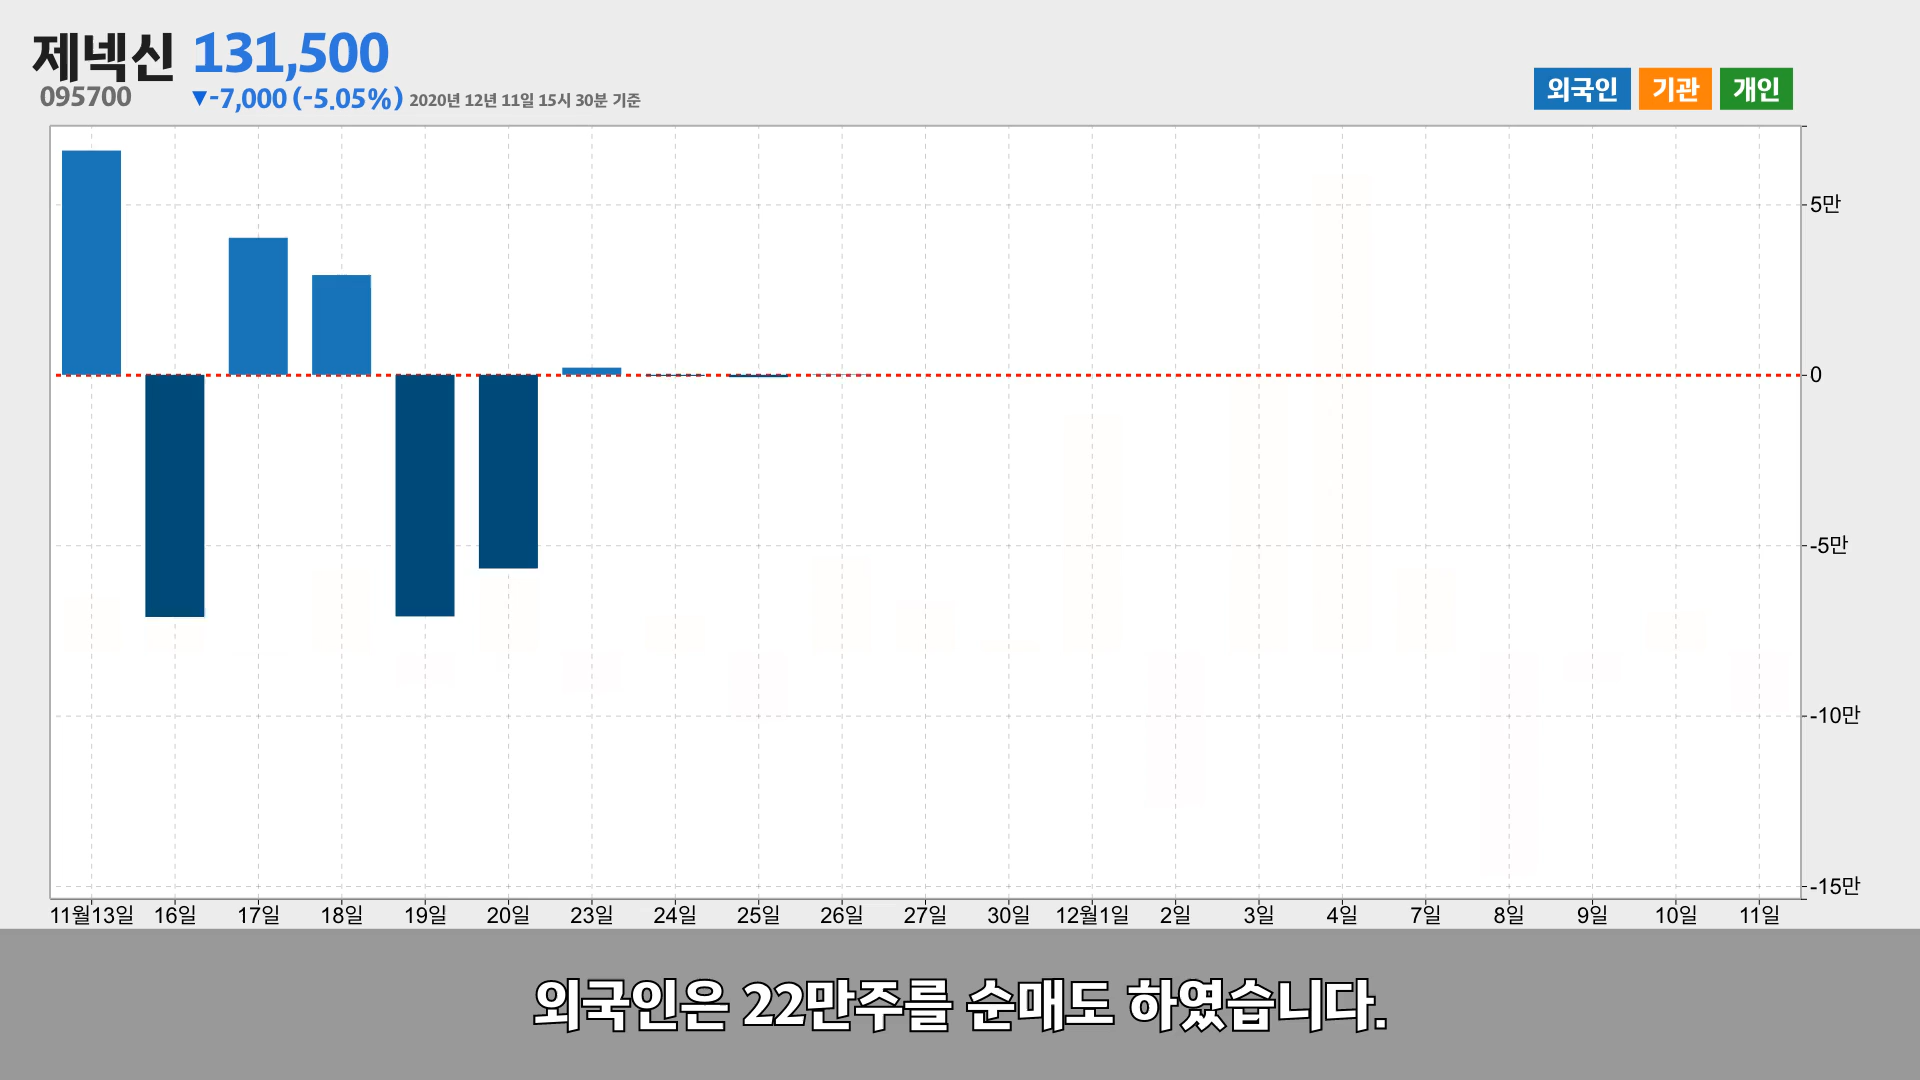 제넥신 131,500
095700 ▼-7,000 (-5.05%) 2020년 12년 11일 15시 30분 기준
외국인 기관 개인
5만
0
-5만
-10만
-15만
11월13일 16일 17일 18일 19일 20일 23일 24일 25일 26일 27일 30일 12월1일 2일 3일 4일 7일 8일 9일 10일 11일
외국인은 22만주를 순매도 하였습니다.